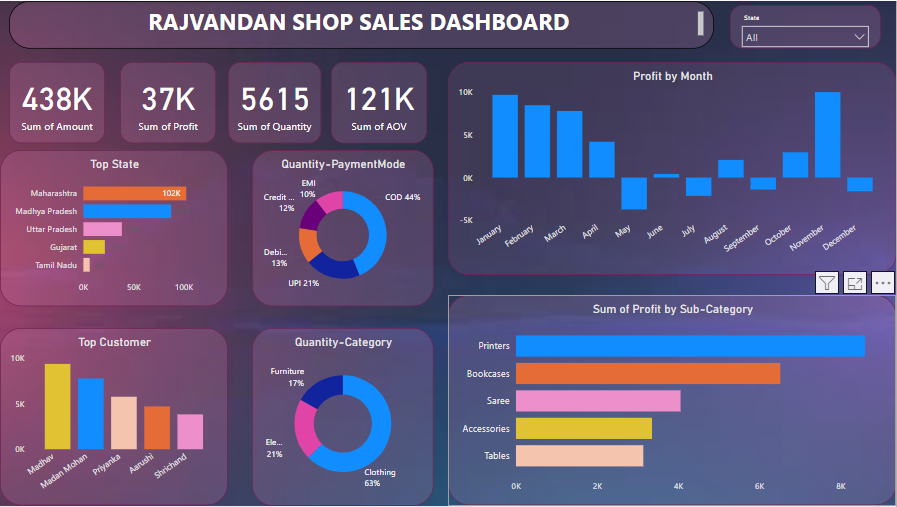 RAJVANDAN SHOP SALES DASHBOARD
State
All
438K
Sum of Amount
37K
Sum of Profit
5615
Sum of Quantity
121K
Sum of AOV
Profit by Month
10K
5K
0K
-5K
January
February
March
April
May
June
July
August
September
October
November
December
Top State
Maharashtra
102K
Madhya Pradesh
Uttar Pradesh
Gujarat
Tamil Nadu
0K 50K 100K
Quantity-PaymentMode
EMI
10%
Credit ...
12%
Debi...
13%
UPI 21%
COD 44%
Sum of Profit by Sub-Category
Printers
Bookcases
Saree
Accessories
Tables
0K 2K 4K 6K 8K
Top Customer
10K
5K
0K
Madhav
Madan Mohan
Priyanka
Aarushi
Shrichand
Quantity-Category
Furniture
17%
Ele...
21%
Clothing
63%